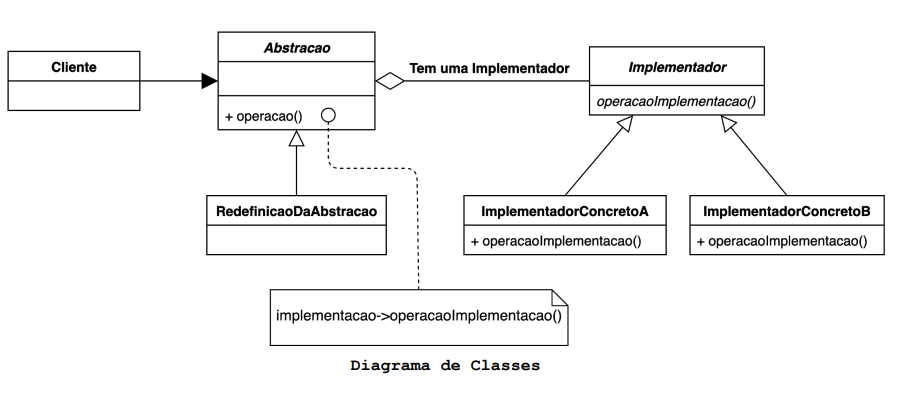 Cliente
Abstracao
+ operacao()
Tem uma Implementador
Implementador
operacaoImplementacao()
RedefinicaoDaAbstracao
ImplementadorConcretoA
+ operacaoImplementacao()
ImplementadorConcretoB
+ operacaoImplementacao()
implementacao->operacaoImplementacao()
Diagrama de Classes